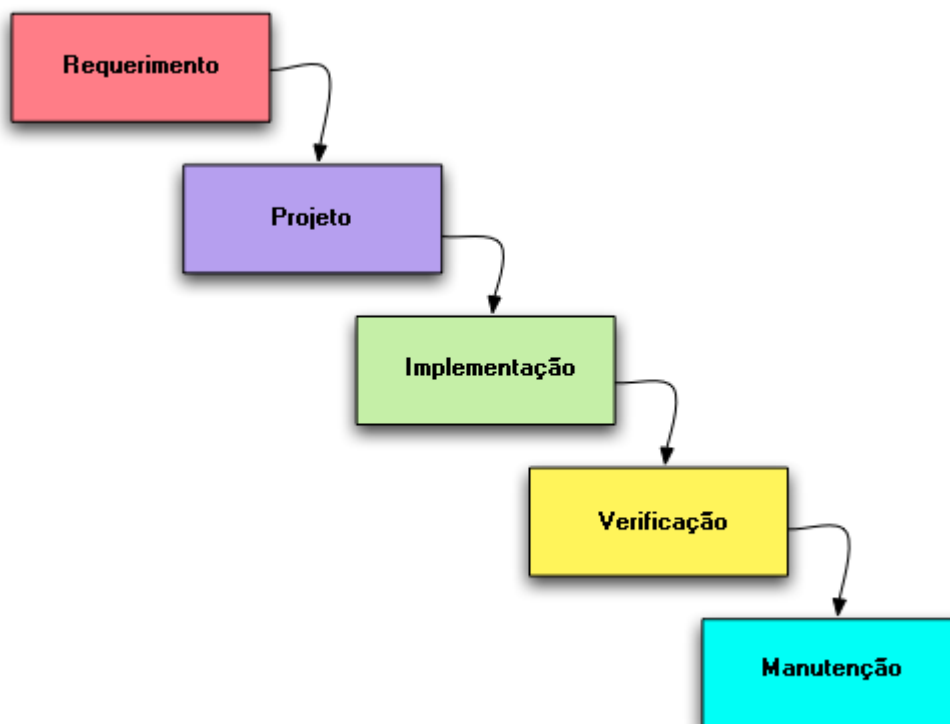 Requerimento
Projeto
Implementação
Verificação
Manutenção